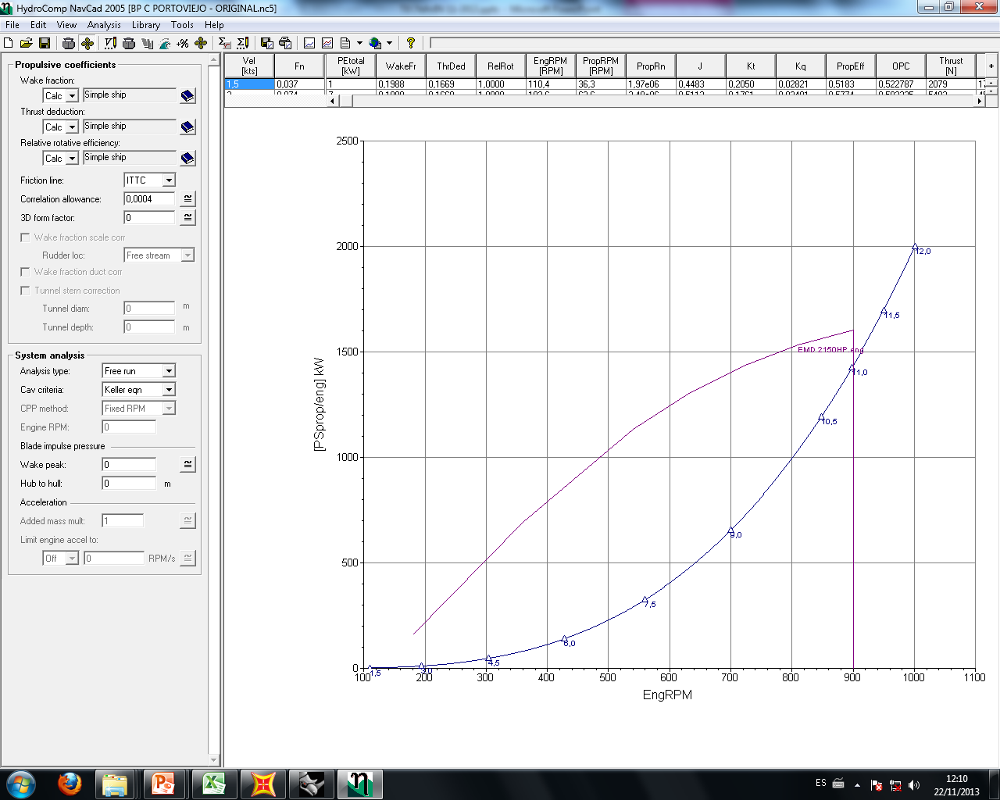 HydroComp NavCad 2005 [BP C PORTOVIEJO - ORIGINAL.nc5]
File Edit View Analysis Library Tools Help
Propulsive coefficients
Wake fraction:
Calc Simple ship
Thrust deduction:
Calc Simple ship
Relative rotative efficiency:
Calc Simple ship
Friction line: ITTC
Correlation allowance: 0,0004
3D form factor: 0
Wake fraction scale corr
Rudder loc: Free stream
Wake fraction duct corr
Tunnel stern correction
Tunnel diam: 0 m
Tunnel depth: 0 m
System analysis
Analysis type: Free run
Cav criteria: Keller eqn
CPP method: Fixed RPM
Engine RPM: 0
Blade impulse pressure
Wake peak: 0
Hub to hull: 0 m
Acceleration
Added mass mult: 1
Limit engine accel to:
Off 0 RPM/s
Vel Fn PEtotal WakeFr ThrDed RelRot EngRPM PropRPM PropRn J Kt Kq PropEff OPC Thrust +
[kts] [kW] [RPM] [RPM] [N]
1,5 0,037 1 0,1988 0,1669 1,0000 110,4 36,3 1,97e06 0,4483 0,2050 0,02821 0,5183 0,522787 2079
2500
2000
1500
1000
500
0
[PSprop/eng] kW
12,0
11,5
EMD 2150HP.eng
11,0
10,5
9,0
7,5
6,0
4,5
3,0
1,5
100 200 300 400 500 600 700 800 900 1000 1100
EngRPM
ES
12:10
22/11/2013